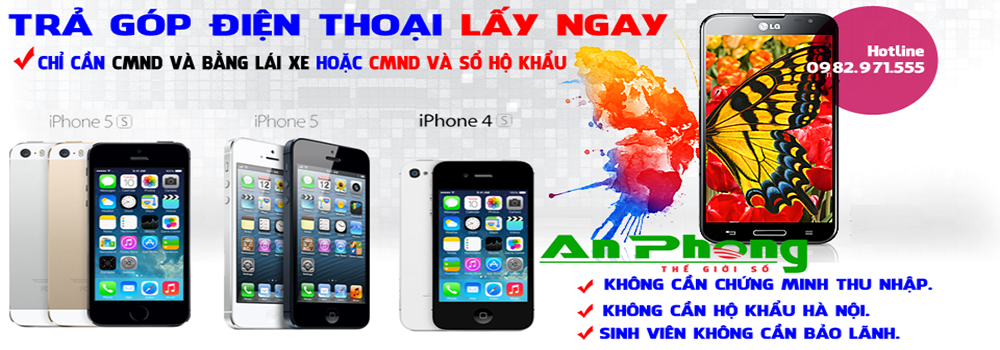 TRẢ GÓP ĐIỆN THOẠI LẤY NGAY
CHỈ CẦN CMND VÀ BẰNG LÁI XE HOẶC CMND VÀ SỔ HỘ KHẨU
LG
Hotline
0982.971.555
iPhone 5 S
iPhone 5
iPhone 4 S
An Phong
THẾ GIỚI SỐ
KHÔNG CẦN CHỨNG MINH THU NHẬP.
KHÔNG CẦN HỘ KHẨU HÀ NỘI.
SINH VIÊN KHÔNG CẦN BẢO LÃNH.